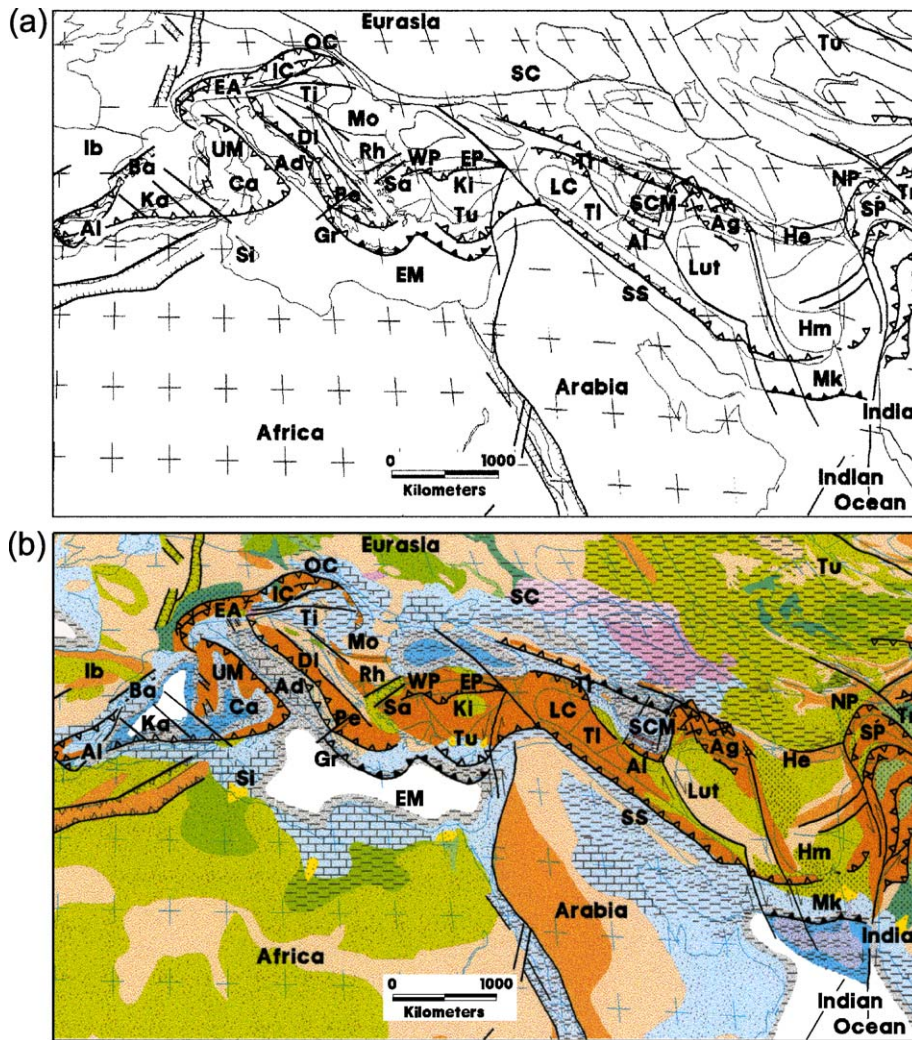 (a)
Eurasia
OC
Tu
IC
SC
EA
Ti
Mo
Ib
Ba
UM
Di
Rh
WP
EP
Tr
NP
Ad
Sa
Ka
Ca
Ki
LC
SCM
Ti
Pe
Tl
Ag
SP
Al
Tu
Gr
Al
He
Si
Lut
EM
SS
Hm
Arabia
Mk
Africa
India
0 1000
Kilometers
Indian
Ocean
(b)
Eurasia
OC
Tu
IC
SC
EA
Ti
Mo
Ib
Ba
UM
Di
Rh
WP
EP
NP
Ad
Sa
Ka
Ca
Ki
LC
SCM
Pe
Tl
Ag
SP
Al
Tu
Gr
Al
He
Si
Lut
EM
SS
Hm
Arabia
Mk
Africa
India
0 1000
Kilometers
Indian
Ocean